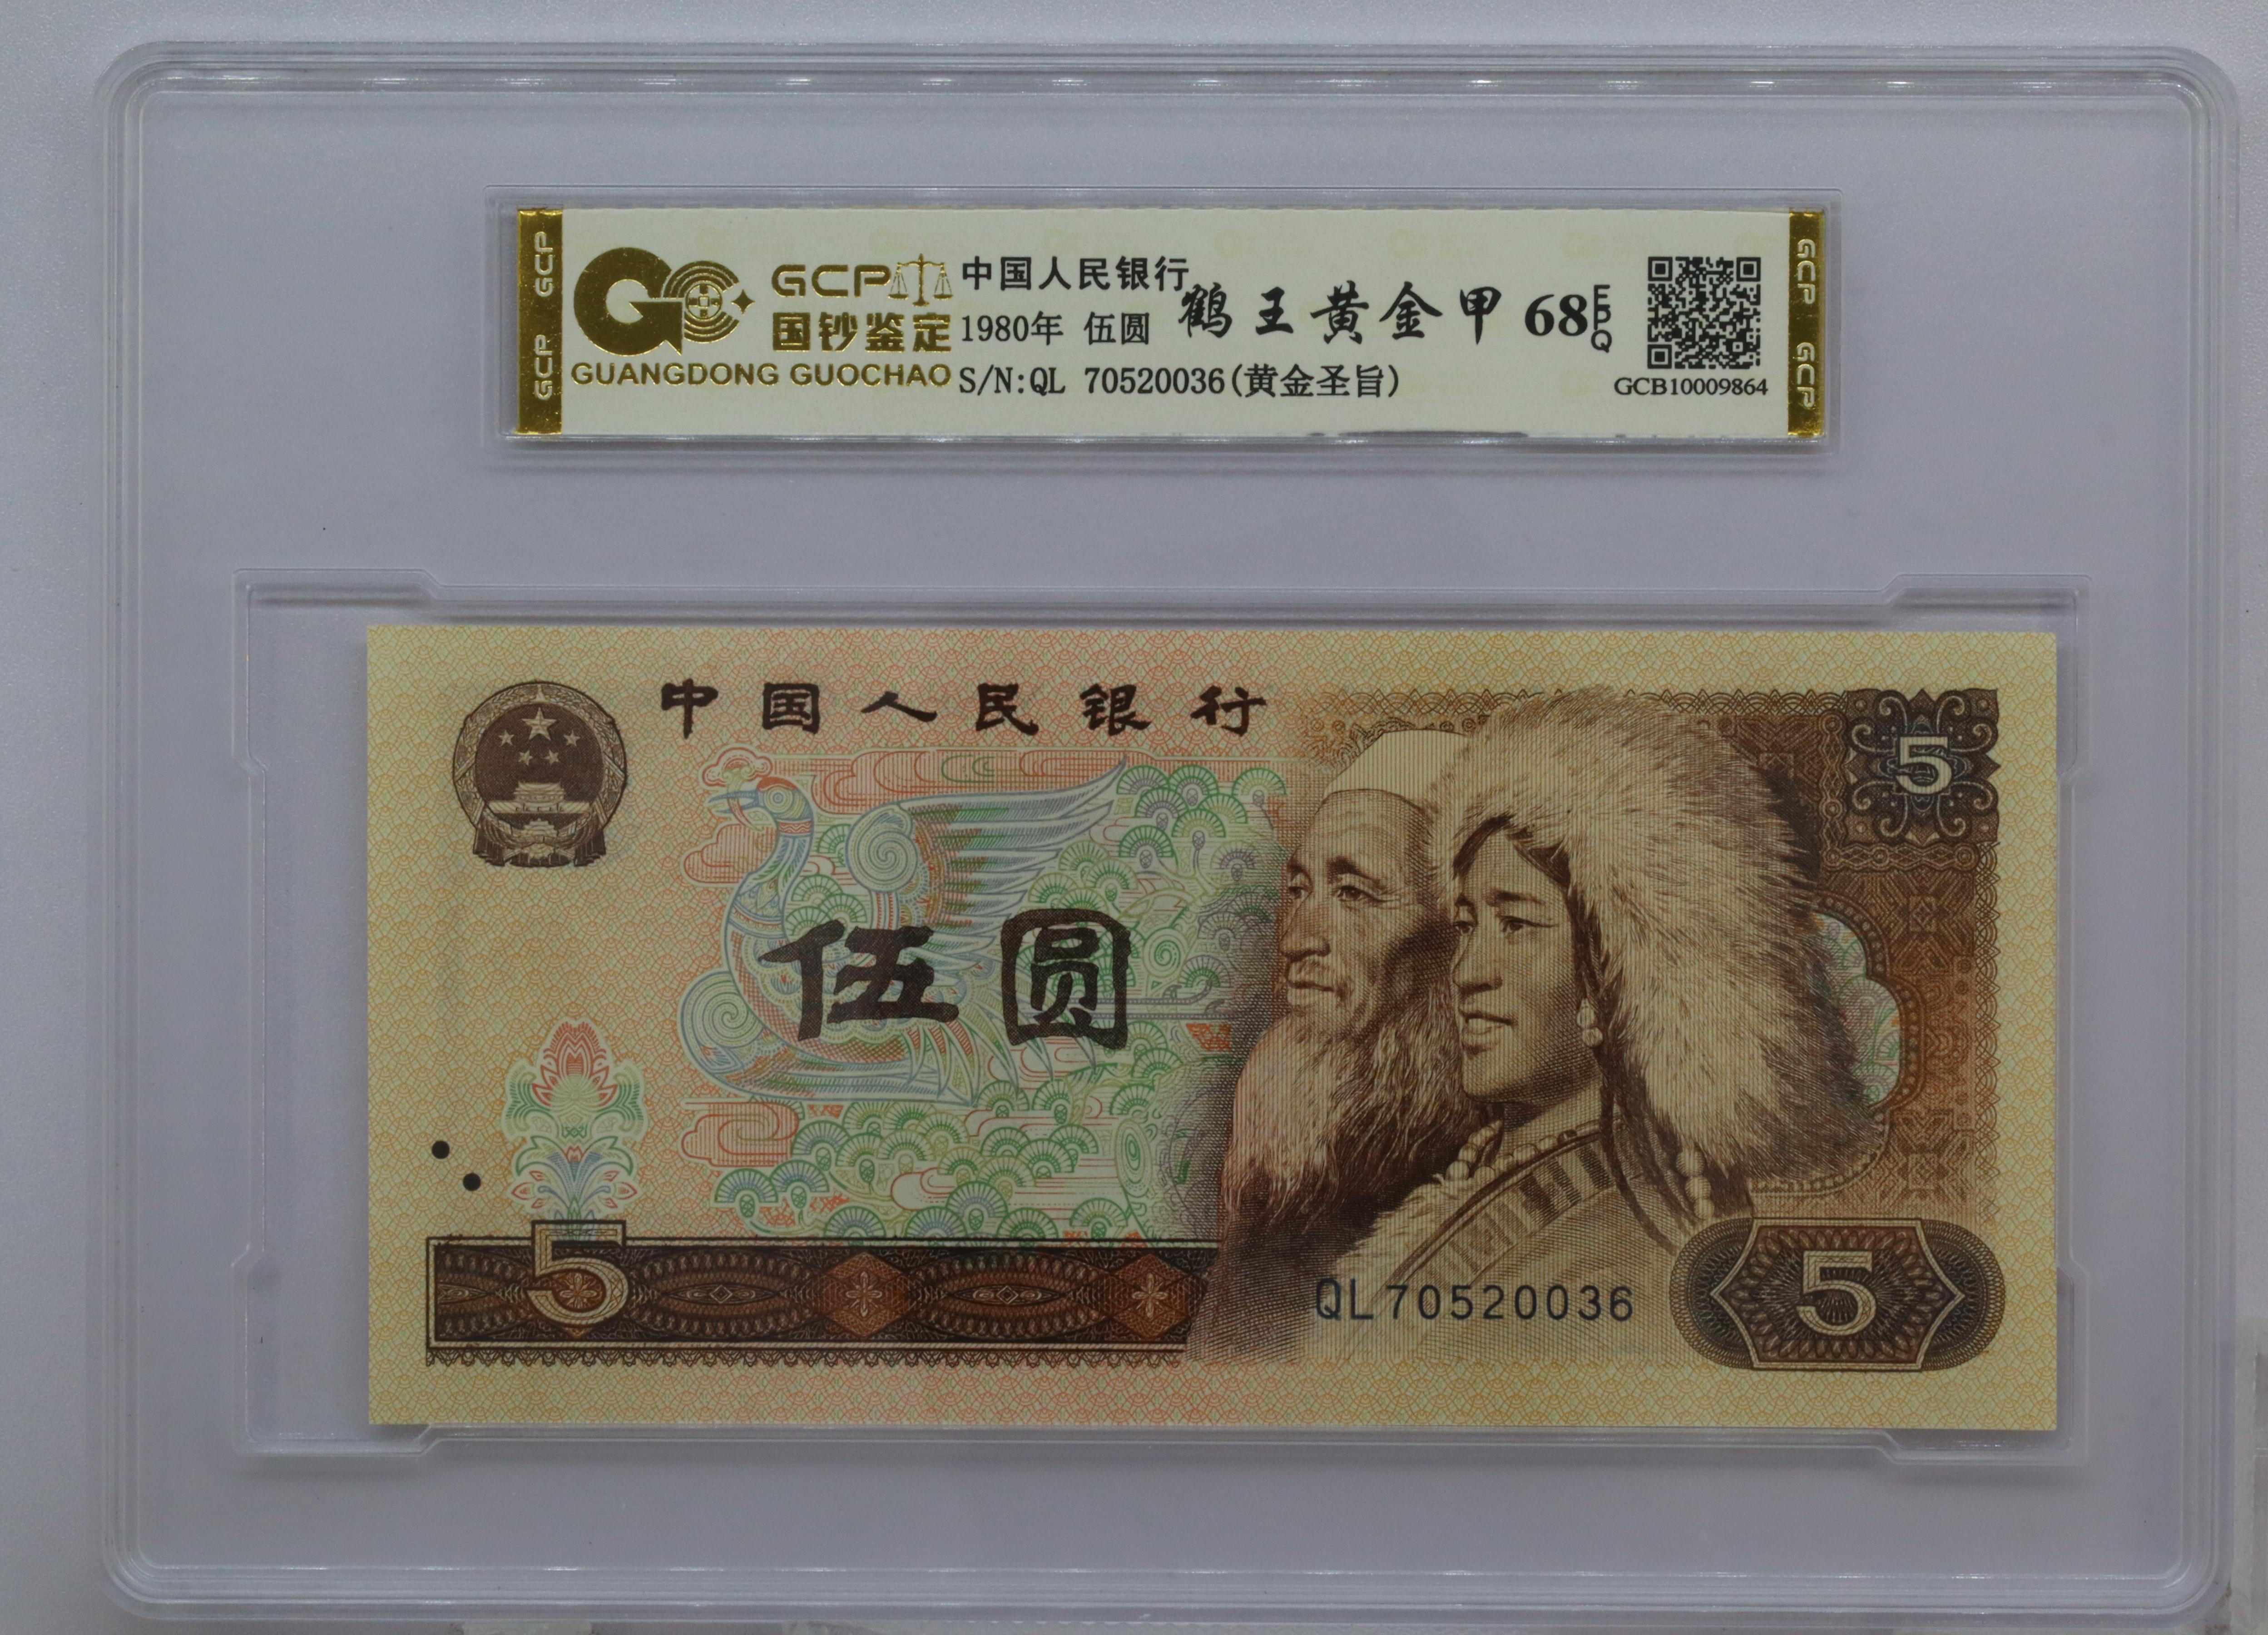 GCP GCP
GCP
国钞鉴定
GUANGDONG GUOCHAO
中国人民银行
1980年 伍圆
S/N:QL 70520036(黄金圣旨)
鹤王黄金甲 68 EPQ
GCB10009864
GCP GCP
中国人民银行
5
伍圆
5
QL70520036
5